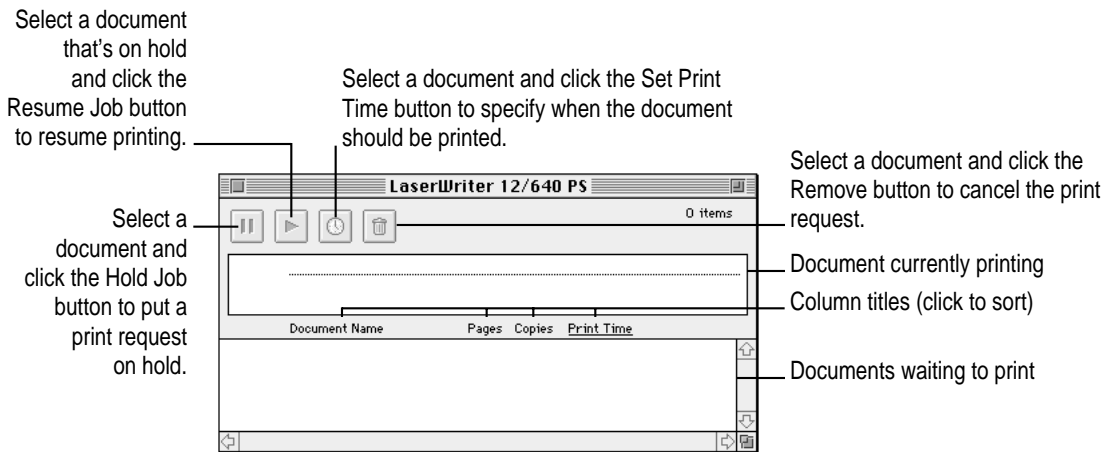 Select a document
that's on hold
and click the
Resume Job button
to resume printing.
Select a document and click the Set Print
Time button to specify when the document
should be printed.
Select a document and click the
Remove button to cancel the print
request.
Select a
document and
click the Hold Job
button to put a
print request
on hold.
LaserWriter 12/640 PS
0 items
Document currently printing
Column titles (click to sort)
Document Name Pages Copies Print Time
Documents waiting to print